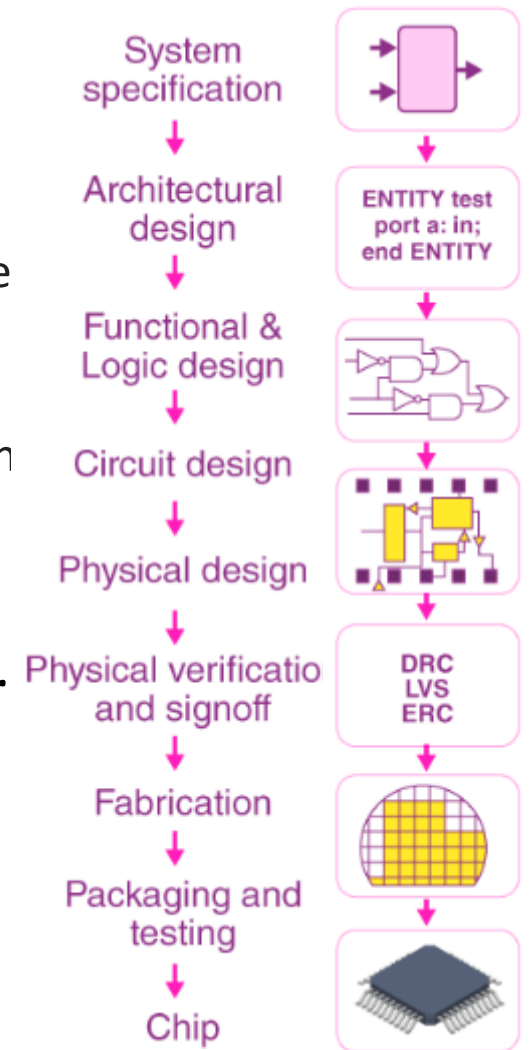 System
specification
Architectural
design
ENTITY test
port a: in;
end ENTITY
e
Functional &
Logic design
Circuit design
Physical design
.
Physical verificatio
and signoff
DRC
LVS
ERC
Fabrication
Packaging and
testing
Chip